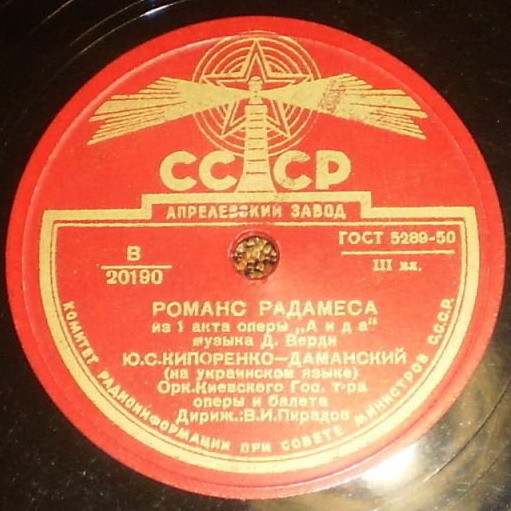 СССР
АПРЕЛЕВСКИЙ ЗАВОД
ГОСТ 5289-50
В
20190
III кл.
РОМАНС РАДАМЕСА
из 1 акта оперы „Аида"
музыка Д. Верди
Ю.С.КИПОРЕНКО–ДАМАНСКИЙ
(на украинском языке)
Орк.Киевского Гос. т-ра
оперы и балета
Дириж.:В.И.Пирадов
КОМИТЕТ РАДИОИНФОРМАЦИИ ПРИ СОВЕТЕ МИНИСТРОВ С.С.С.Р.